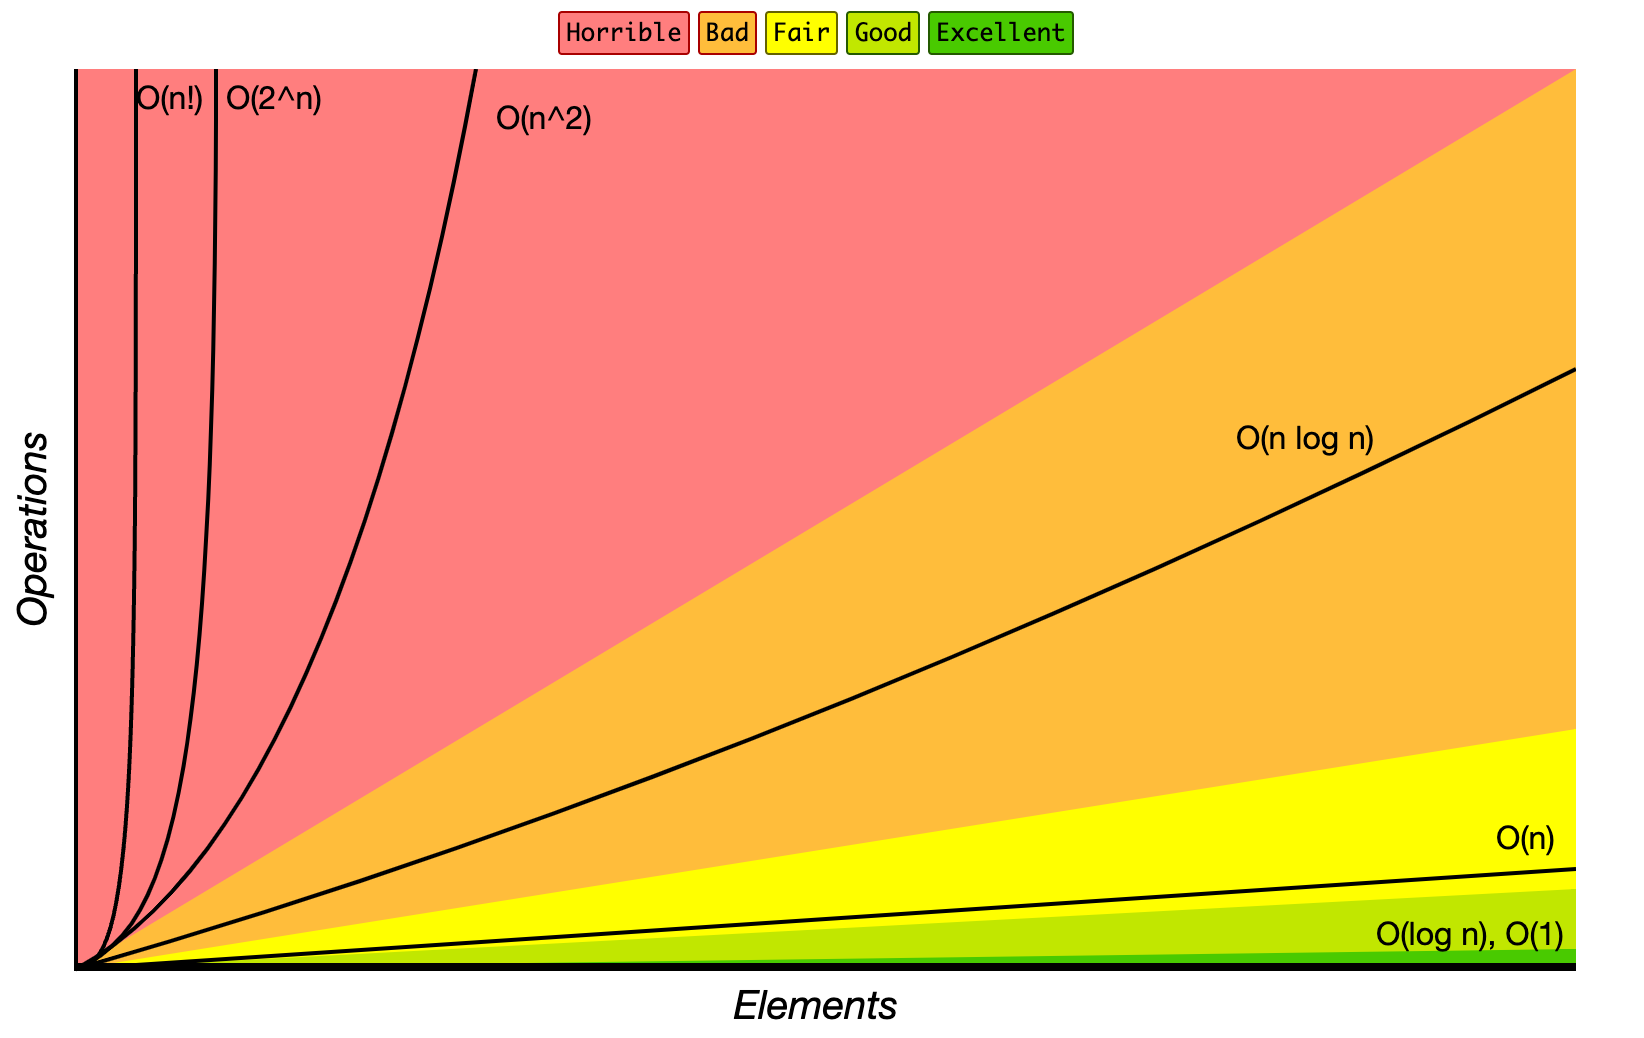 Horrible Bad Fair Good Excellent
O(n!) O(2^n)
O(n^2)
O(n log n)
O(n)
O(log n), O(1)
Operations
Elements